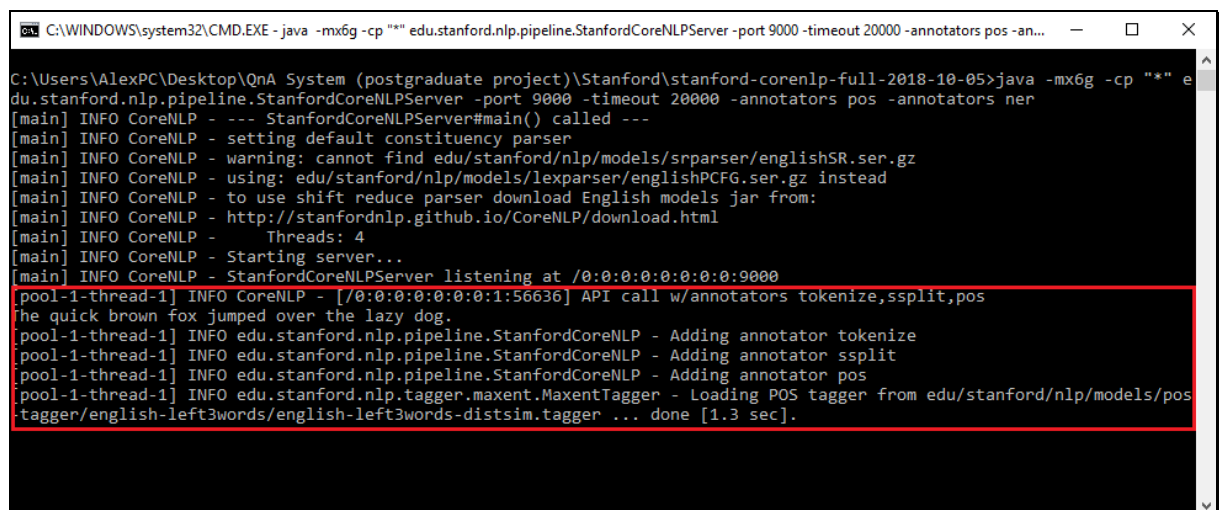 C:\WINDOWS\system32\CMD.EXE - java -mx6g -cp "*" edu.stanford.nlp.pipeline.StanfordCoreNLPServer -port 9000 -timeout 20000 -annotators pos -an...
C:\Users\AlexPC\Desktop\QnA System (postgraduate project)\Stanford\stanford-corenlp-full-2018-10-05>java -mx6g -cp "*" e
du.stanford.nlp.pipeline.StanfordCoreNLPServer -port 9000 -timeout 20000 -annotators pos -annotators ner
[main] INFO CoreNLP - --- StanfordCoreNLPServer#main() called ---
[main] INFO CoreNLP - setting default constituency parser
[main] INFO CoreNLP - warning: cannot find edu/stanford/nlp/models/srparser/englishSR.ser.gz
[main] INFO CoreNLP - using: edu/stanford/nlp/models/lexparser/englishPCFG.ser.gz instead
[main] INFO CoreNLP - to use shift reduce parser download English models jar from:
[main] INFO CoreNLP - http://stanfordnlp.github.io/CoreNLP/download.html
[main] INFO CoreNLP -     Threads: 4
[main] INFO CoreNLP - Starting server...
[main] INFO CoreNLP - StanfordCoreNLPServer listening at /0:0:0:0:0:0:0:0:9000
[pool-1-thread-1] INFO CoreNLP - [/0:0:0:0:0:0:0:1:56636] API call w/annotators tokenize,ssplit,pos
The quick brown fox jumped over the lazy dog.
[pool-1-thread-1] INFO edu.stanford.nlp.pipeline.StanfordCoreNLP - Adding annotator tokenize
[pool-1-thread-1] INFO edu.stanford.nlp.pipeline.StanfordCoreNLP - Adding annotator ssplit
[pool-1-thread-1] INFO edu.stanford.nlp.pipeline.StanfordCoreNLP - Adding annotator pos
[pool-1-thread-1] INFO edu.stanford.nlp.tagger.maxent.MaxentTagger - Loading POS tagger from edu/stanford/nlp/models/pos
-tagger/english-left3words/english-left3words-distsim.tagger ... done [1.3 sec].